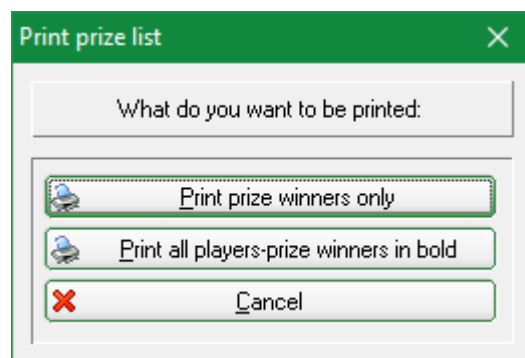 Print prize list
What do you want to be printed:
Print prize winners only
Print all players-prize winners in bold
Cancel